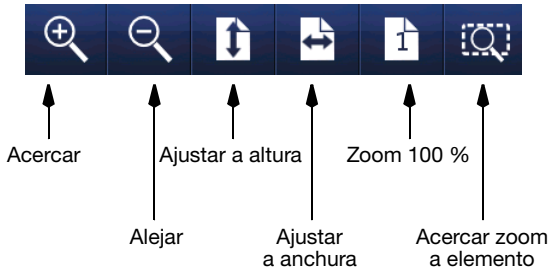 1
Acercar
Ajustar a altura
Zoom 100 %
Alejar
Ajustar
a anchura
Acercar zoom
a elemento